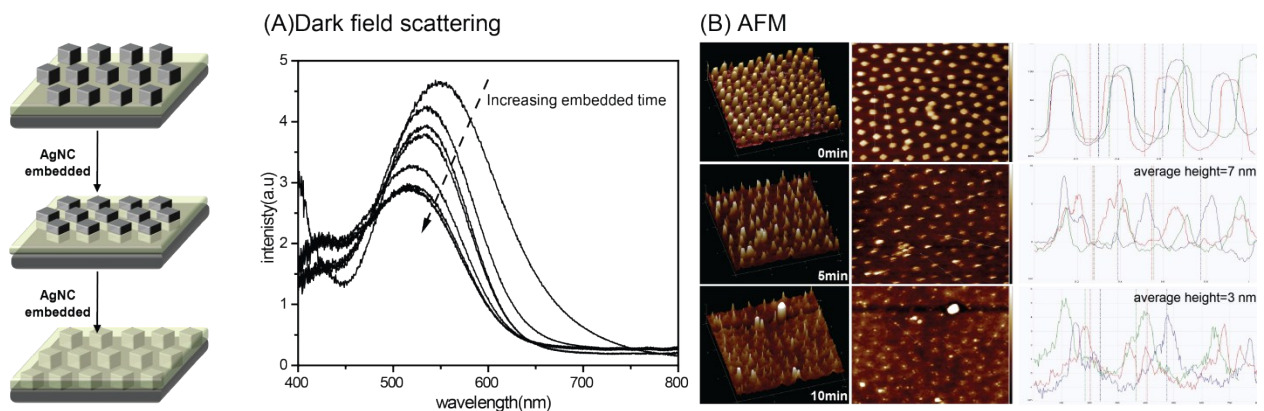 (A)Dark field scattering
(B) AFM
AgNC
embedded
AgNC
embedded
5
4
3
2
1
0
400
500
600
700
800
intenisty(a.u)
wavelength(nm)
Increasing embedded time
0min
average height=7 nm
5min
average height=3 nm
10min